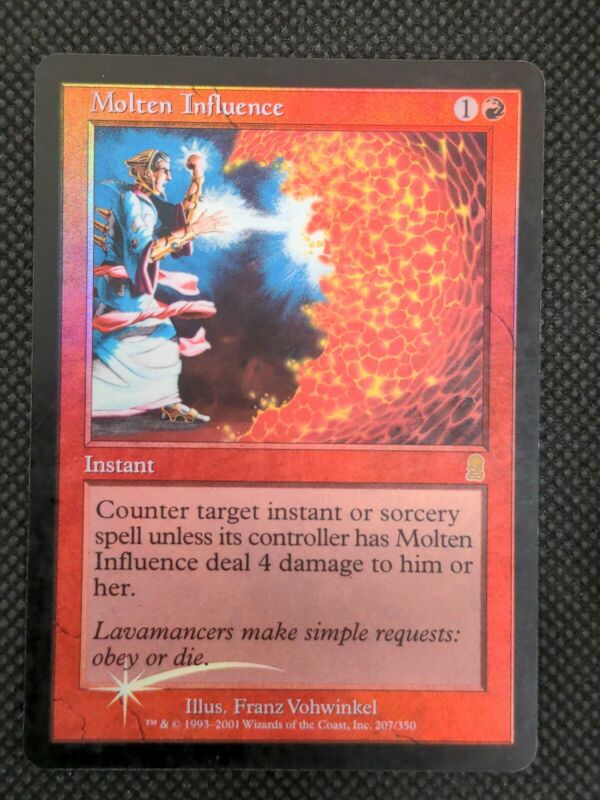 Molten Influence 1
Instant
Counter target instant or sorcery
spell unless its controller has Molten
Influence deal 4 damage to him or
her.
Lavamancers make simple requests:
obey or die.
Illus. Franz Vohwinkel
™ & © 1993–2001 Wizards of the Coast, Inc. 207/350